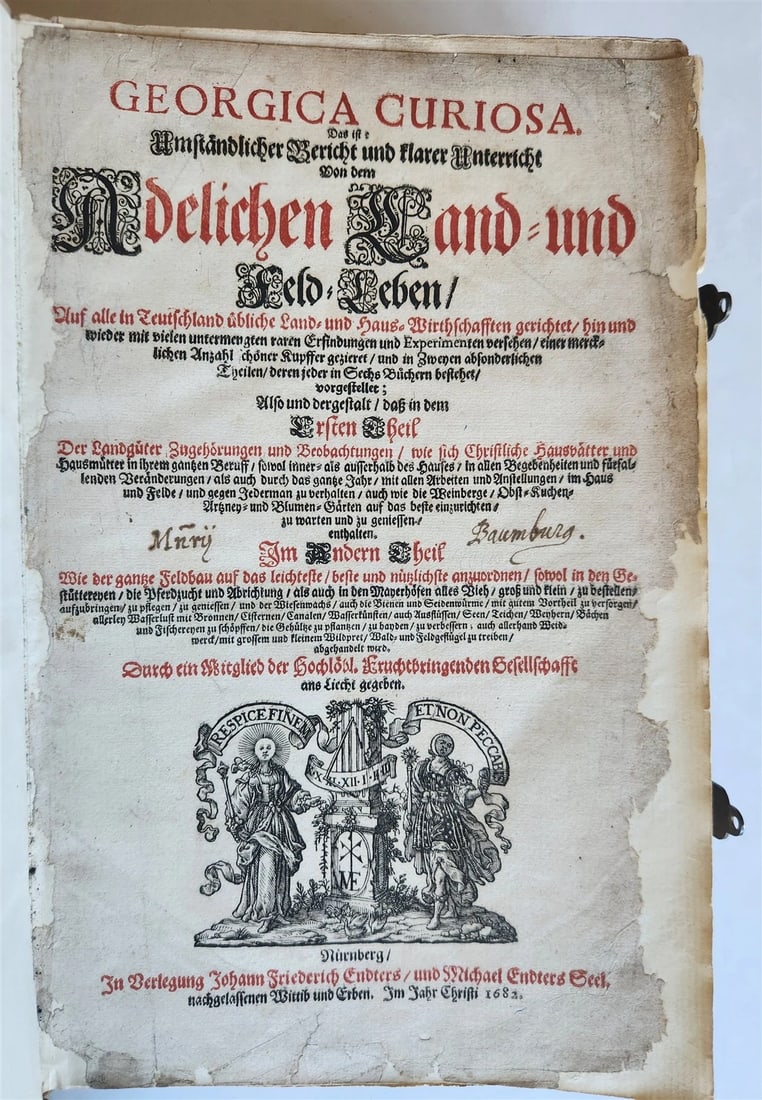 GEORGICA CURIOSA.
Das ist:
Umständlicher Bericht und klarer Unterricht
Von dem
Adelichen Land- und
Feld-Leben/
Auf alle in Teutschland übliche Land- und Haus-Wirthschafften gerichtet/ hin und
wieder mit vielen untermengten raren Erfindungen und Experimenten versehen/ einer merck-
lichen Anzahl schöner Kupffer gezieret/ und in Zweyen absonderlichen
Theilen/ deren jeder in Sechs Büchern bestehet/
vorgestellet;
Also und dergestalt/ daß in dem
Ersten Theil
Der Landgüter Zugehörungen und Beobachtungen/ wie sich Christliche Hausvätter und
Hausmütter in ihrem gantzen Beruff/ sowol inner- als ausserhalb des Hauses/ in allen Begebenheiten und fürfal-
lenden Veränderungen/ als auch durch das gantze Jahr/ mit allen Arbeiten und Anstellungen/ im Haus
und Felde/ und gegen Jederman zu verhalten/ auch wie die Weinberge/ Obst- Kuchen-
Artzney- und Blumen-Gärten auf das beste einzurichten/
zu warten und zu geniessen/
enthalten.
Baumburg.
Im Andern Theil
Wie der gantze Feldbau auf das leichteste/ beste und nützlichste anzuordnen/ sowol in den Ge-
stüttereyen/ die Pferdzucht und Abrichtung/ als auch in den Mayerhöfen alles Vieh/ groß und klein/ zu bestellen/
aufzubringen/ zu pflegen/ zu geniessen/ und der Wiesenwachs/ auch die Bienen und Seidenwürme/ mit gutem Vortheil zu versorgen/
allerley Wasserlust mit Bronnen/ Cisternen/ Canalen/ Wasserkünsten/ auch Ausflüssen/ Seen/ Teichen/ Weyhern/ Bächen
und Fischereyen zu schöpffen/ die Gehültze zu pflantzen/ zu handen/ zu verbessern/ auch allerhand Weid-
werck/ mit grossem und kleinem Wildpret/ Wald- und Feldgeflügel zu treiben/
abgehandelt wird.
Durch ein Mitglied der Hochlöbl. Fruchtbringenden Gesellschafft
ans Liecht gegeben.
RESPICE FINEM
ET NON PECCABIS
Nürnberg/
In Verlegung Johann Friederich Endters/ und Michael Endters Seel.
nachgelassenen Wittib und Erben. Im Jahr Christi 1682.